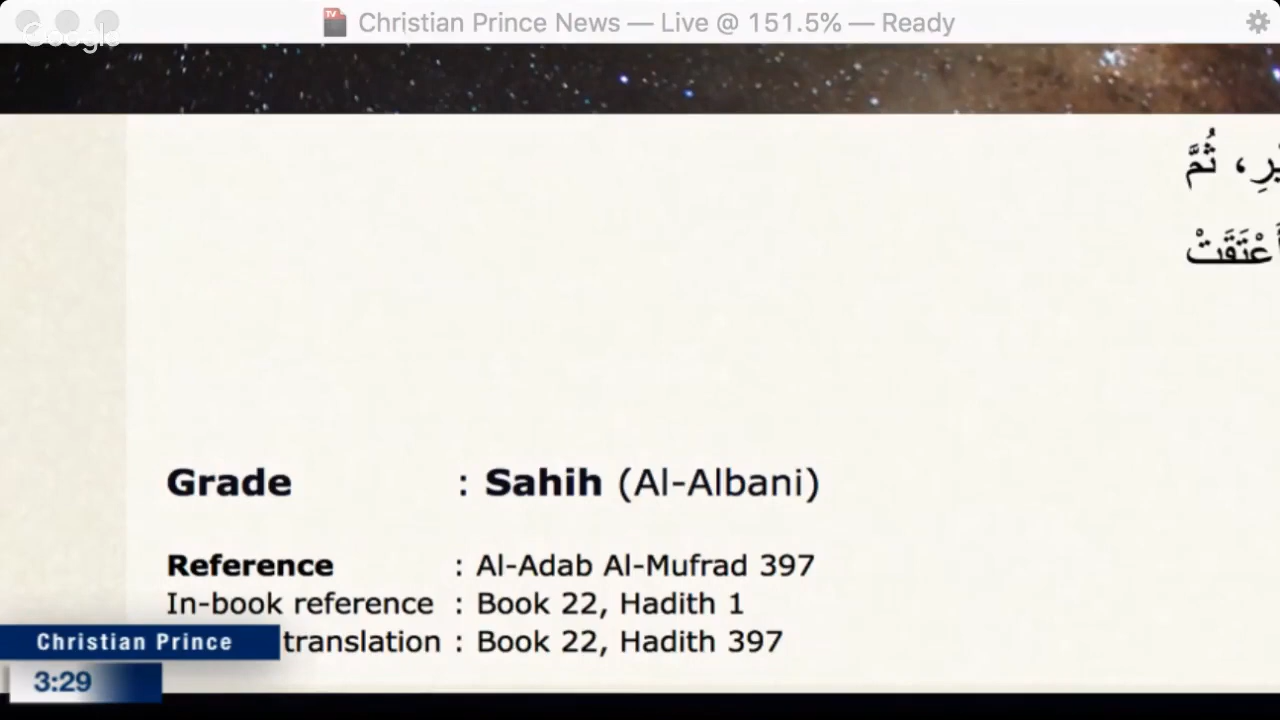 Christian Prince News — Live @ 151.5% — Ready
Google
ثُمَّ
أَعْتَقَتْ
Grade : Sahih (Al-Albani)
Reference : Al-Adab Al-Mufrad 397
In-book reference : Book 22, Hadith 1
translation : Book 22, Hadith 397
Christian Prince
3:29